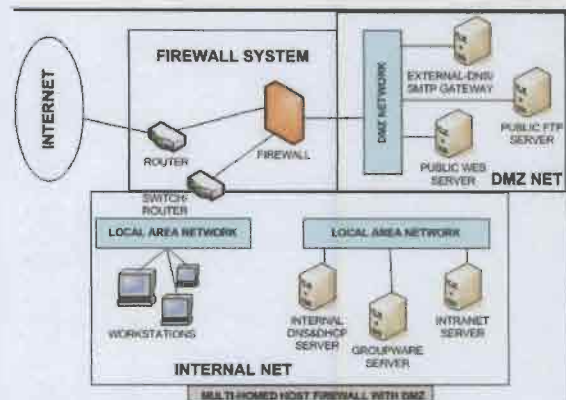 FIREWALL SYSTEM
INTERNET
ROUTER
FIREWALL
SWITCH/
ROUTER
DMZ NETWORK
EXTERNAL-DNS/
SMTP GATEWAY
PUBLIC FTP
SERVER
PUBLIC WEB
SERVER
DMZ NET
LOCAL AREA NETWORK
LOCAL AREA NETWORK
WORKSTATIONS
INTERNAL
DNS&DHCP
SERVER
GROUPWARE
SERVER
INTRANET
SERVER
INTERNAL NET
MULTI-HOMED HOST FIREWALL WITH DMZ